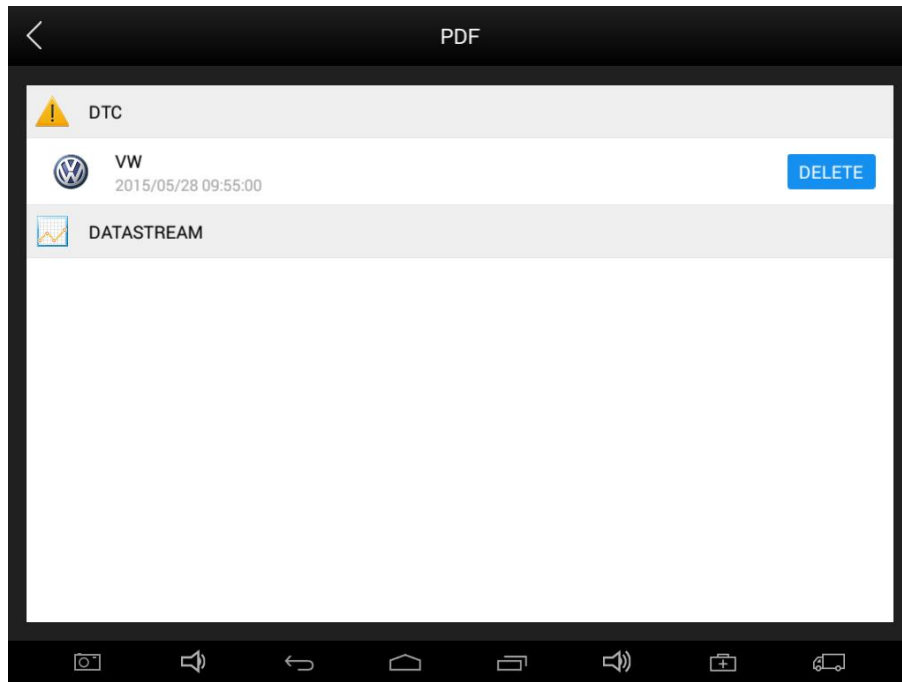 PDF
DTC
VW
2015/05/28 09:55:00
DELETE
DATASTREAM